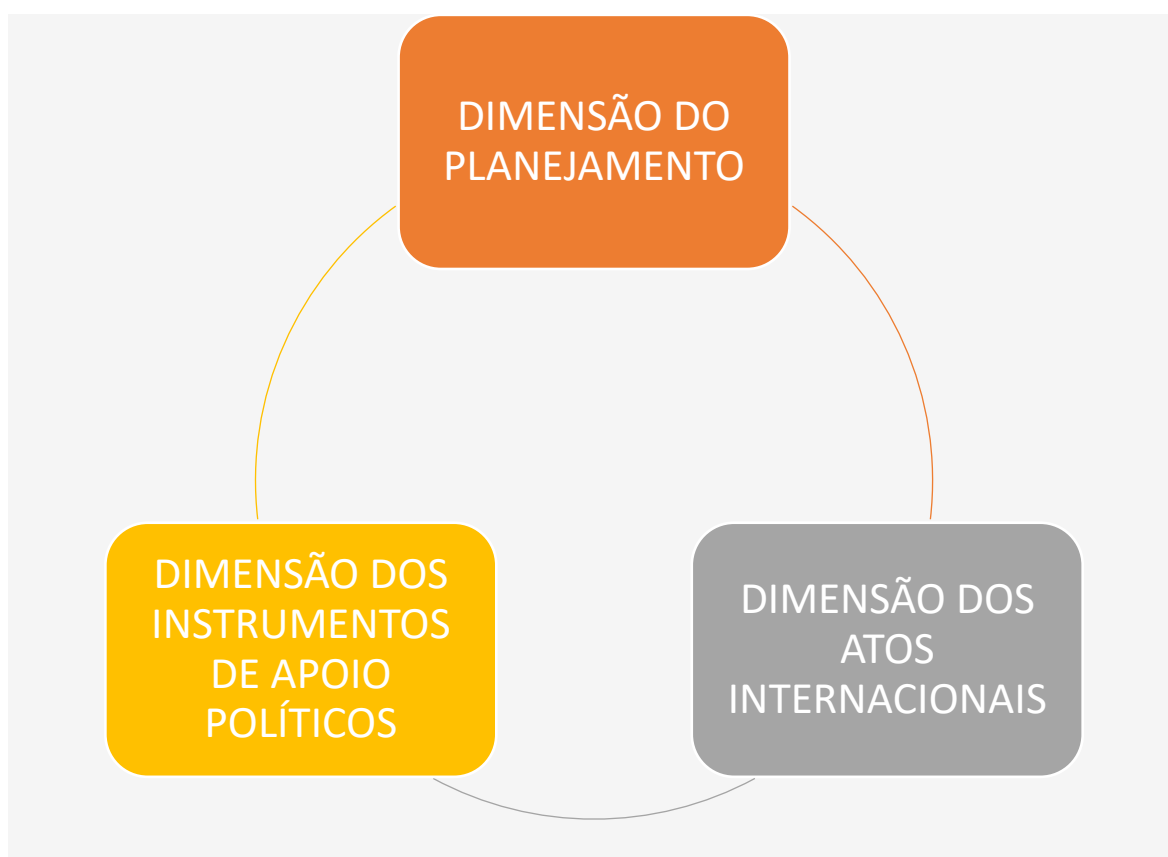 DIMENSÃO DO
PLANEJAMENTO
DIMENSÃO DOS
INSTRUMENTOS
DE APOIO
POLÍTICOS
DIMENSÃO DOS
ATOS
INTERNACIONAIS